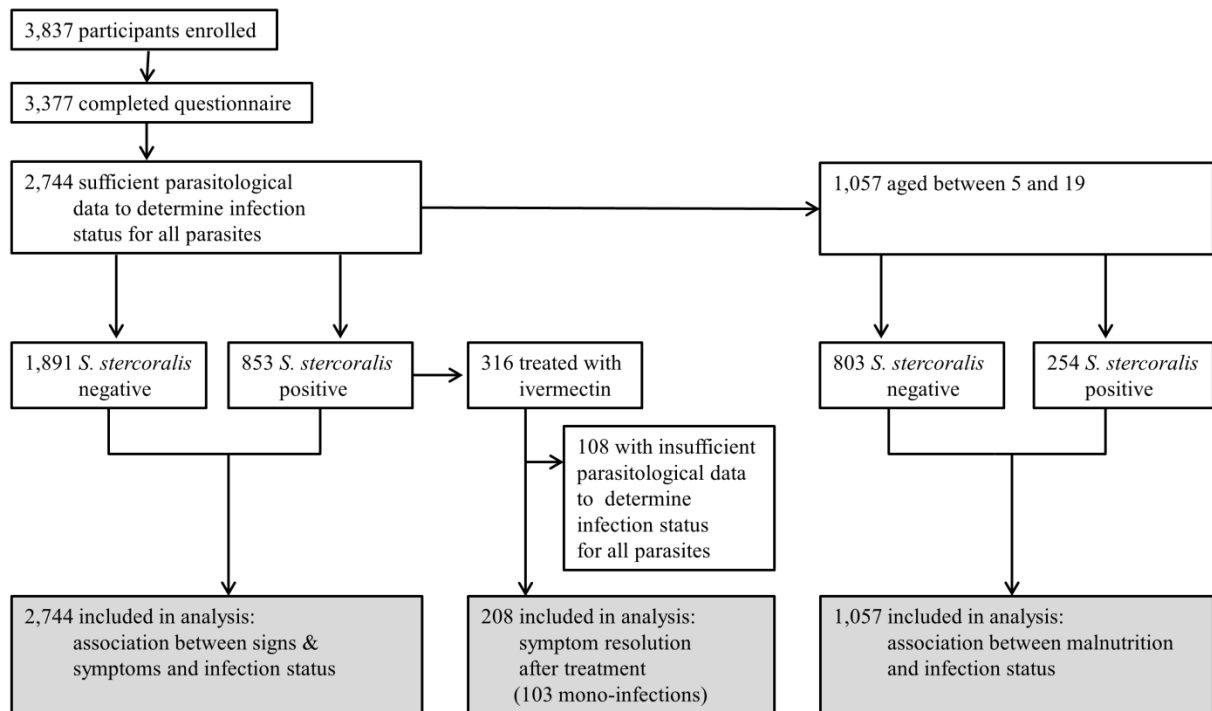 3,837 participants enrolled
3,377 completed questionnaire
2,744 sufficient parasitological
data to determine infection
status for all parasites
1,057 aged between 5 and 19
1,891 S. stercoralis
negative
853 S. stercoralis
positive
316 treated with
ivermectin
803 S. stercoralis
negative
254 S. stercoralis
positive
108 with insufficient
parasitological data
to determine
infection status
for all parasites
2,744 included in analysis:
association between signs &
symptoms and infection status
208 included in analysis:
symptom resolution
after treatment
(103 mono-infections)
1,057 included in analysis:
association between malnutrition
and infection status